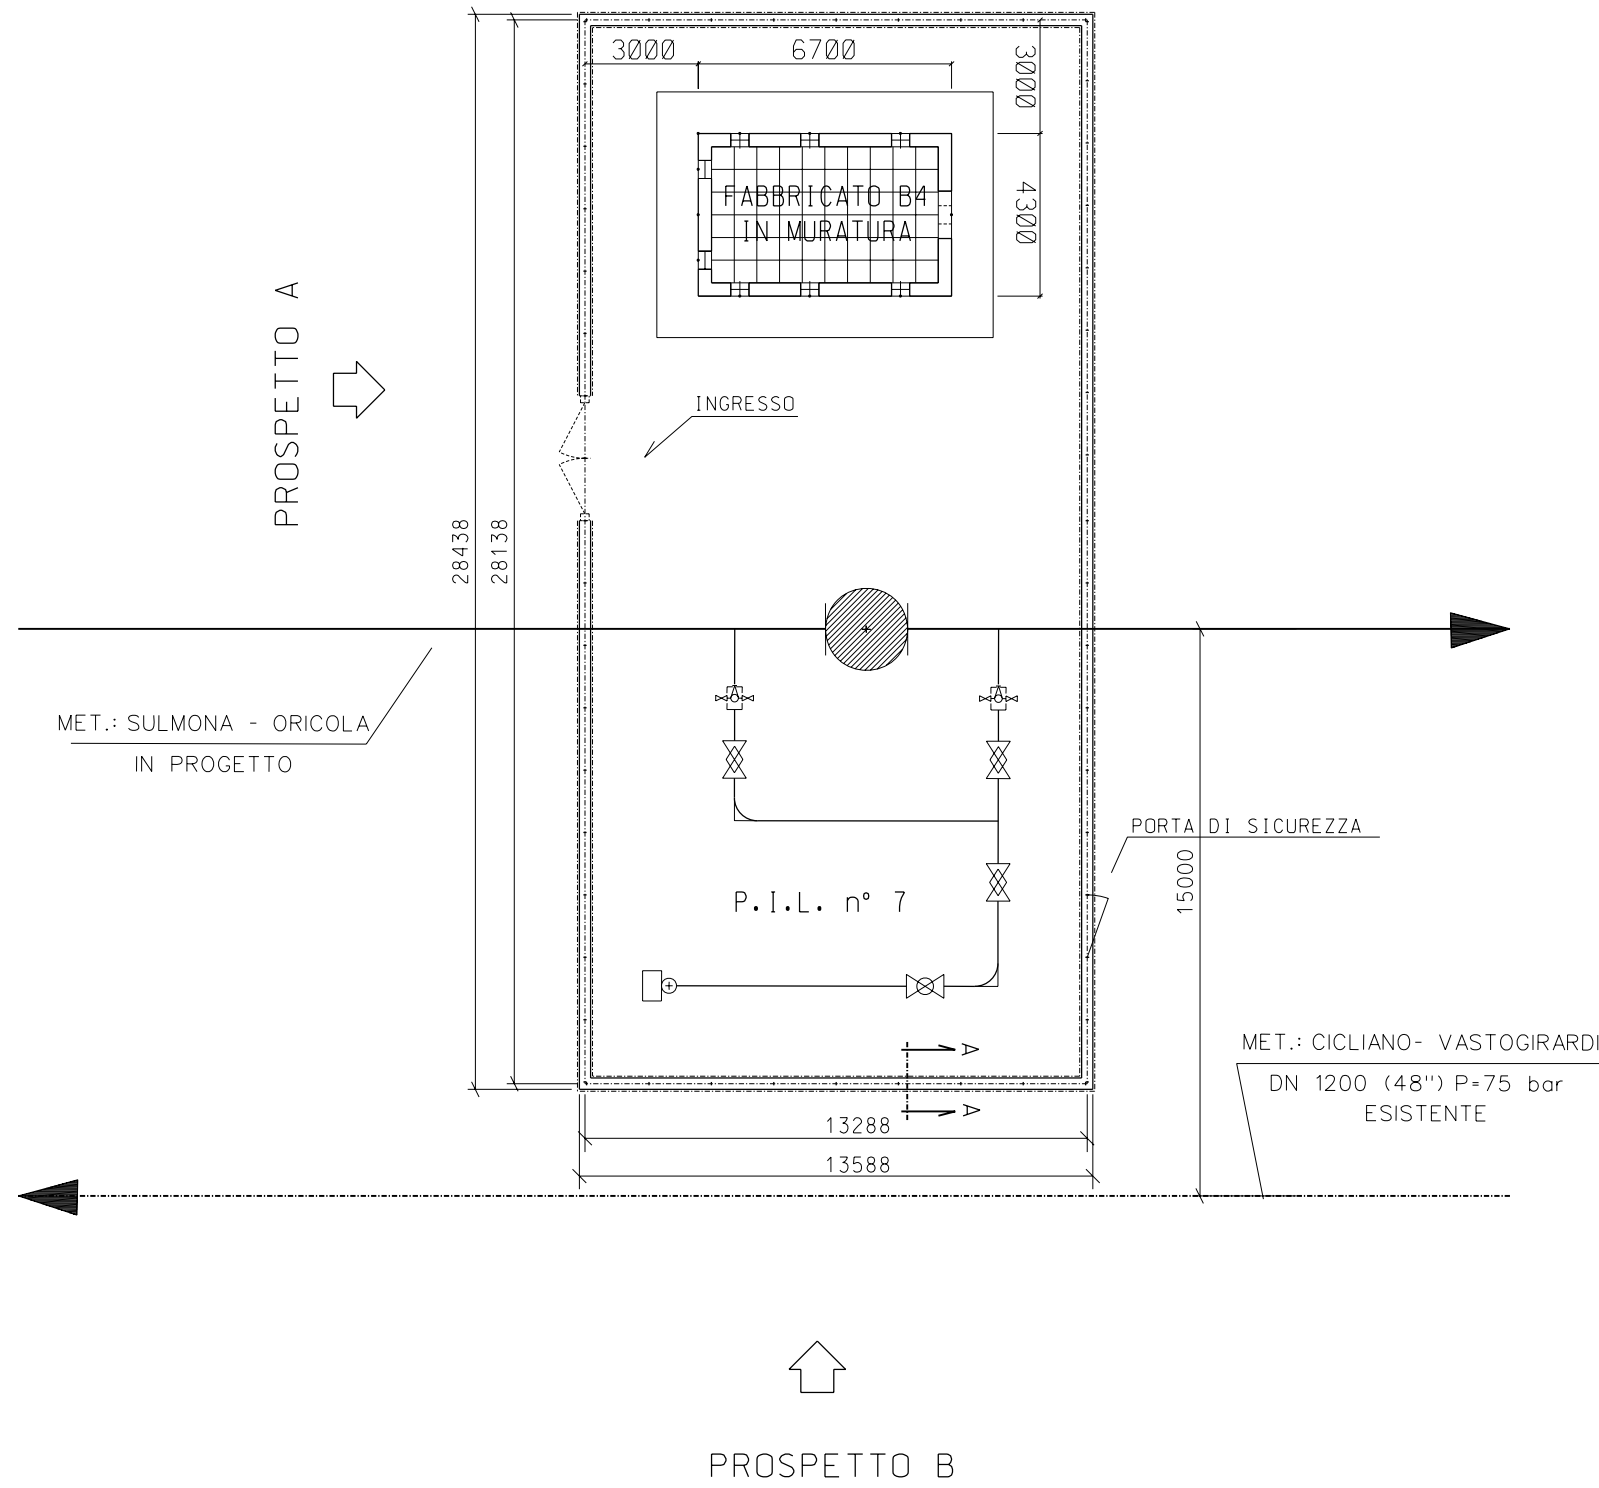 3000
6700
3000
FABBRICATO B4
IN MURATURA
4300
PROSPETTO A
INGRESSO
28438
28138
MET.: SULMONA - ORICOLA
IN PROGETTO
PORTA DI SICUREZZA
15000
P.I.L. n° 7
A
A
MET.: CICLIANO- VASTOGIRARDI
DN 1200 (48") P=75 bar
ESISTENTE
13288
13588
PROSPETTO B